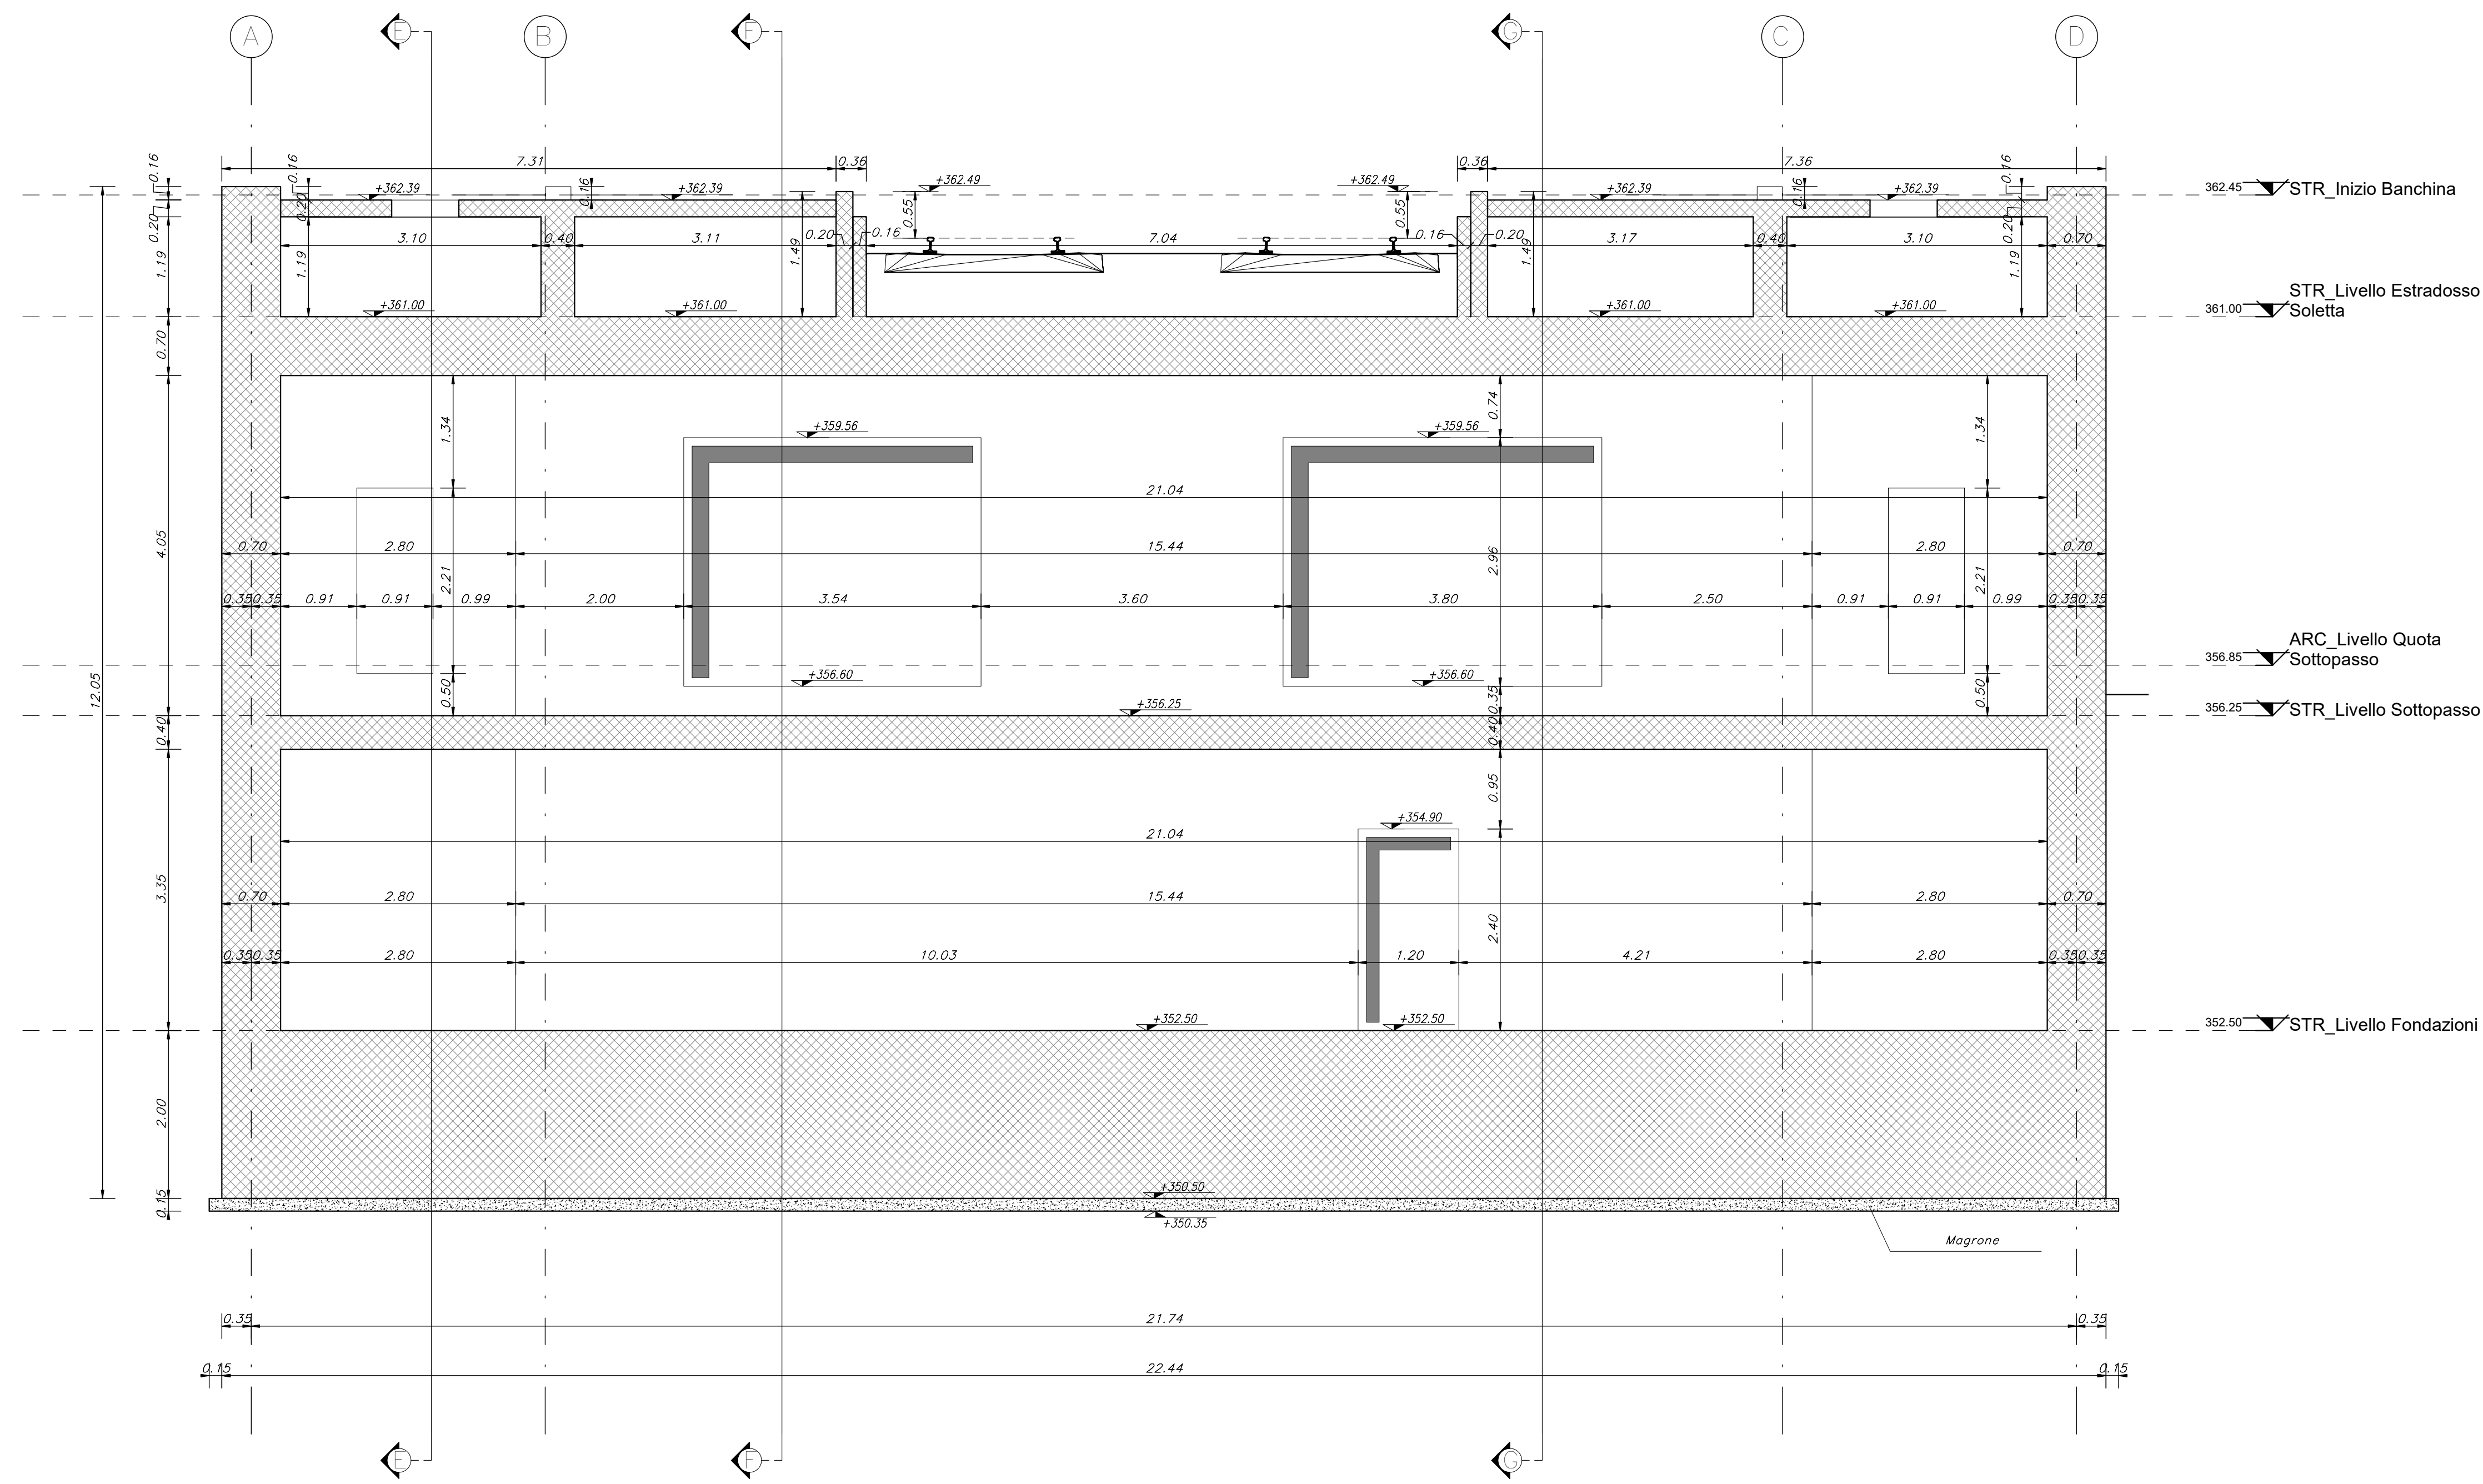 A E B F G C D
7.31 0.36 0.36 7.36
0.16 0.16 +362.39 0.16 +362.39 +362.49 +362.49 +362.39 0.16 +362.39 0.16 362.45 STR_Inizio Banchina
0.20 0.20 0.55 0.55 0.20
3.10 0.40 3.11 0.20 0.16 7.04 0.16 0.20 3.17 0.40 3.10 0.70
1.19 1.19 1.49 1.49 1.19
STR_Livello Estradosso
+361.00 +361.00 +361.00 +361.00 361.00 Soletta
0.70
0.74
1.34 +359.56 +359.56 1.34
21.04
4.05 0.70 2.80 15.44 2.96 2.80 0.70
2.21 2.21
0.35 0.35 0.91 0.91 0.99 2.00 3.54 3.60 3.80 2.50 0.91 0.91 0.99 0.35 0.35
ARC_Livello Quota
356.85 Sottopasso
12.05 0.50 +356.60 +356.60 0.35 0.50
+356.25 356.25 STR_Livello Sottopasso
0.40 0.40
0.95
+354.90
21.04
3.35 0.70 2.80 15.44 2.80 0.70
2.40
0.35 0.35 2.80 10.03 1.20 4.21 2.80 0.35 0.35
+352.50 +352.50 352.50 STR_Livello Fondazioni
2.00
+350.50
0.15 +350.35
Magrone
0.35 21.74 0.35
0.15 22.44 0.15
E F G